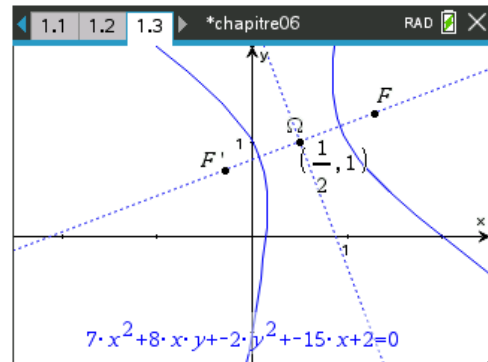 1.1 1.2 1.3 *chapitre06 RAD
y
F
Ω
1
F'
(1/2, 1)
x
1
7·x²+8·x·y+-2·y²+-15·x+2=0